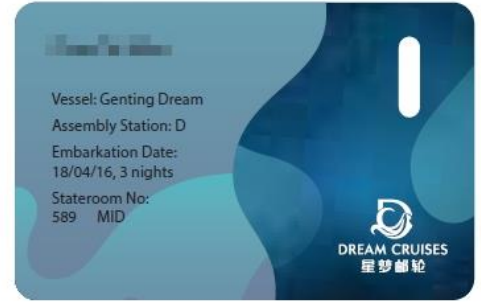 Vessel: Genting Dream
Assembly Station: D
Embarkation Date:
18/04/16, 3 nights
Stateroom No:
589 MID
DREAM CRUISES
星梦邮轮